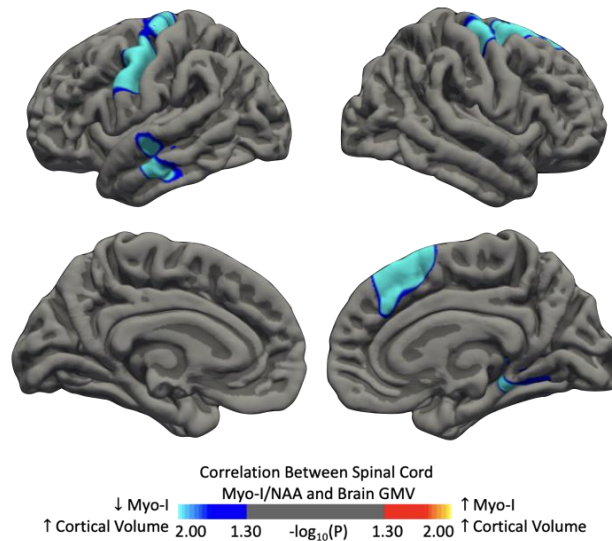 Correlation Between Spinal Cord
Myo-I/NAA and Brain GMV
↓ Myo-I
↑ Myo-I
↑ Cortical Volume 2.00 1.30 -log₁₀(P) 1.30 2.00 ↑ Cortical Volume